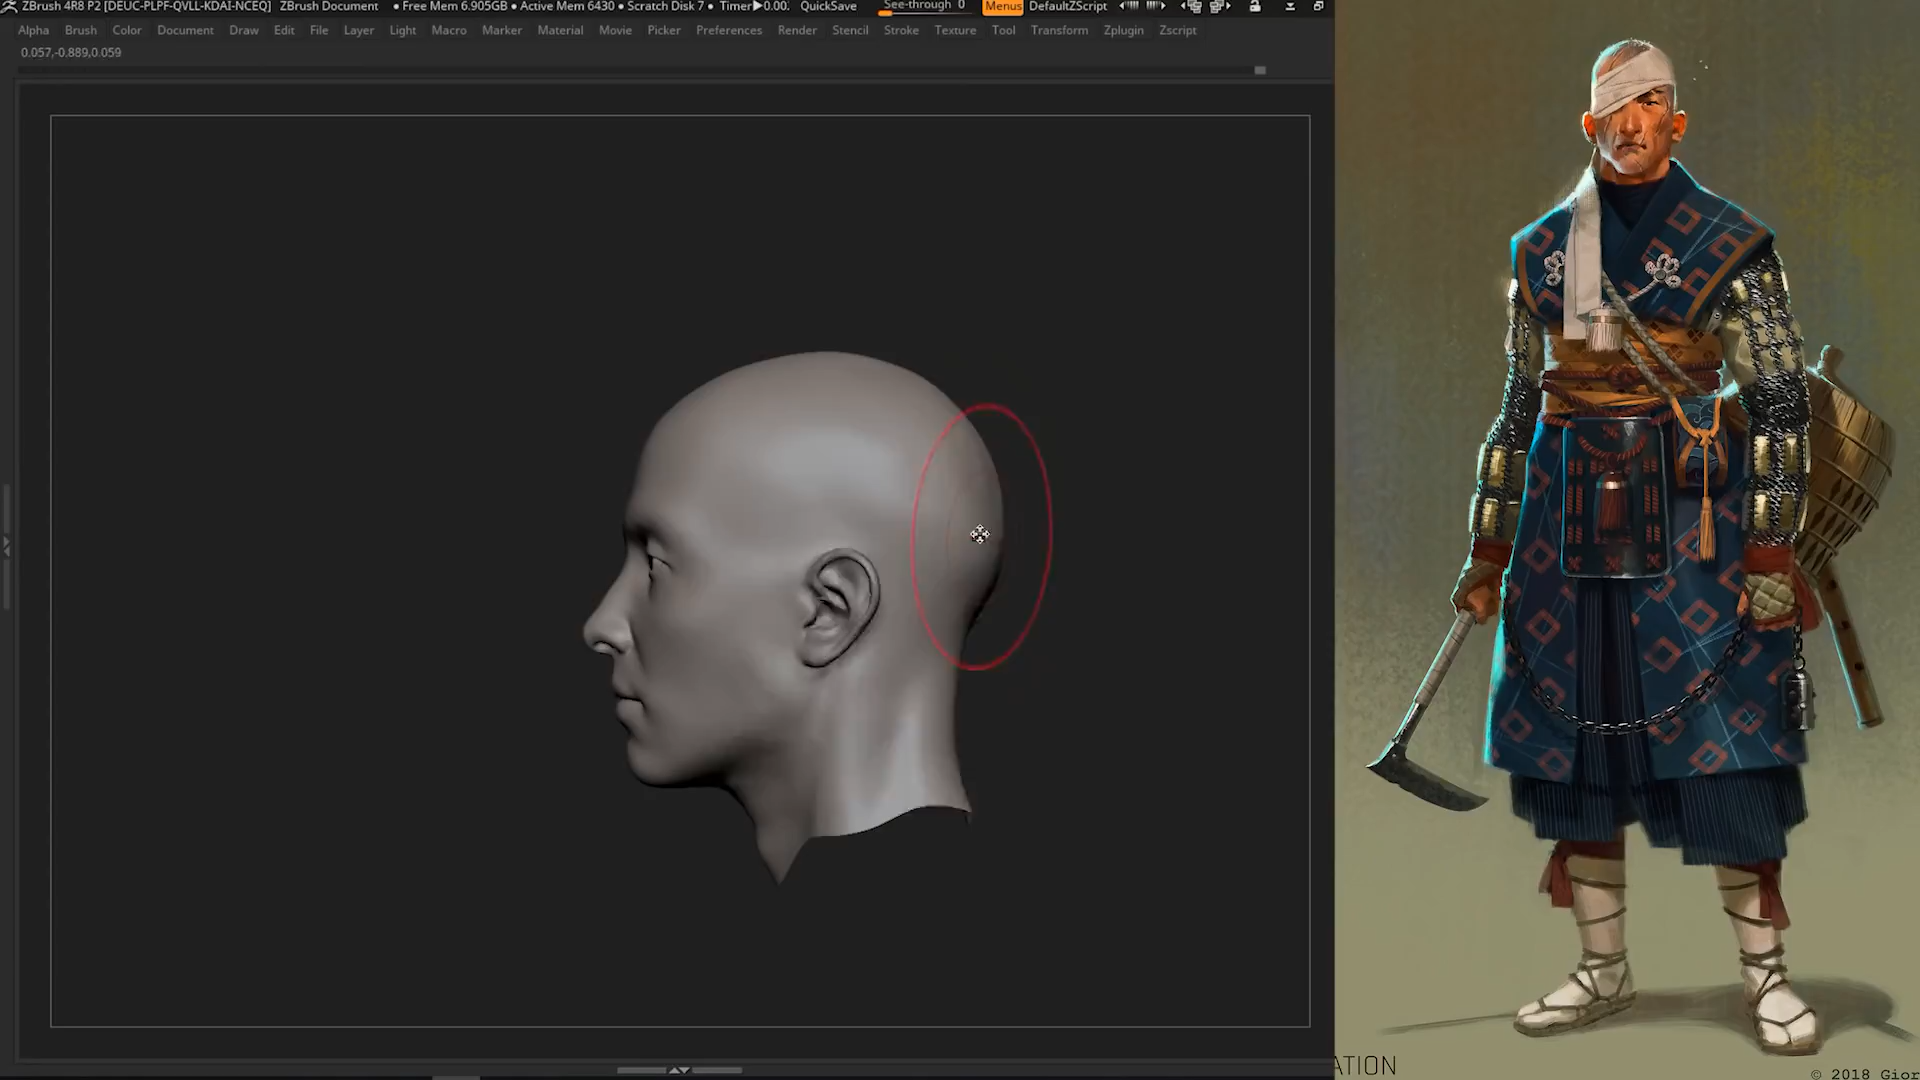 ZBrush 4R8 P2 [DEUC-PLPF-QVLL-KDAI-NCEQ] ZBrush Document • Free Mem 6.905GB • Active Mem 6430 • Scratch Disk 7 • Timer▶0.00: QuickSave See-through 0 Menus DefaultZScript
Alpha Brush Color Document Draw Edit File Layer Light Macro Marker Material Movie Picker Preferences Render Stencil Stroke Texture Tool Transform Zplugin Zscript
0.057,-0.889,0.059
ATION
© 2018 Gior